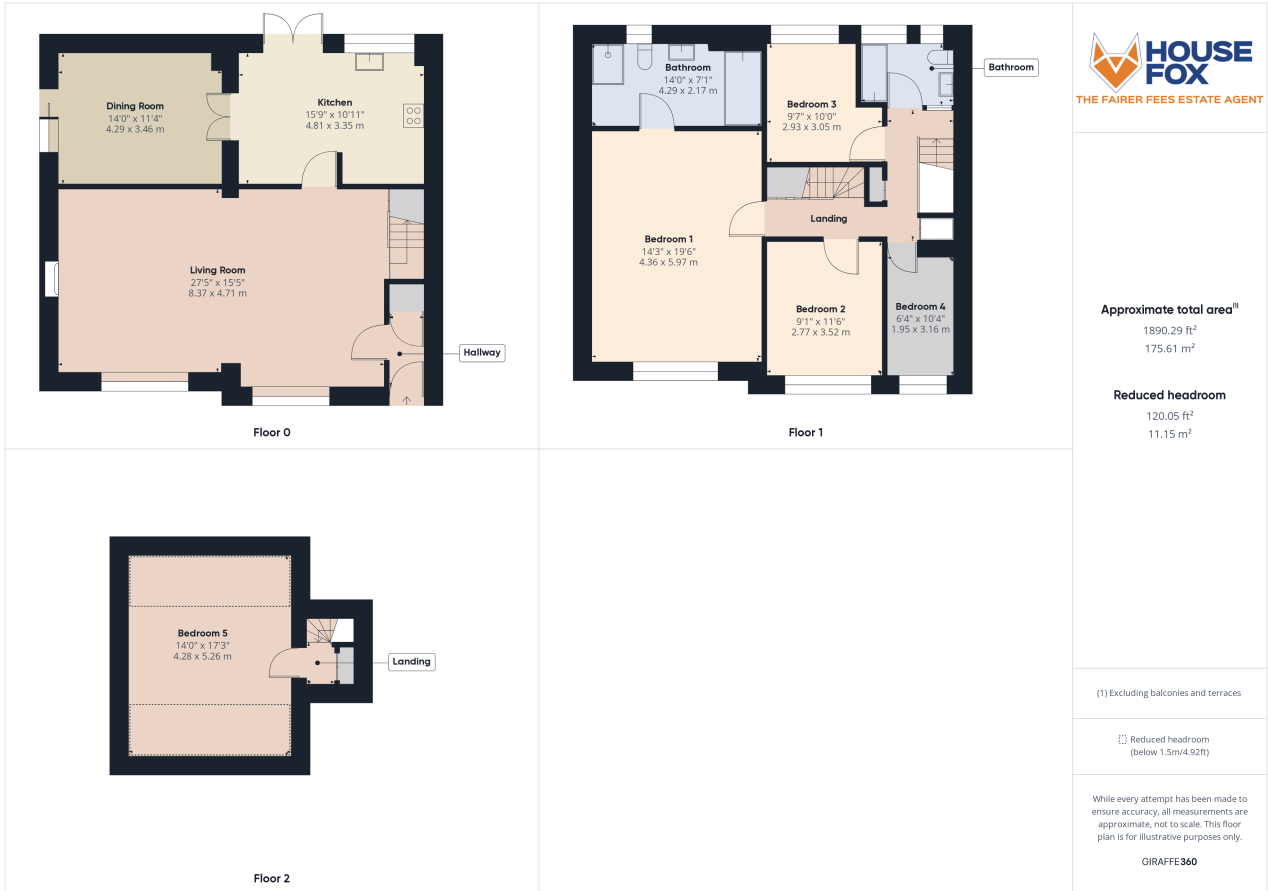 Dining Room
14'0" x 11'4"
4.29 x 3.46 m
Kitchen
15'9" x 10'11"
4.81 x 3.35 m
Living Room
27'5" x 15'5"
8.37 x 4.71 m
Hallway
Floor 0
Bathroom
14'0" x 7'1"
4.29 x 2.17 m
Bedroom 3
9'7" x 10'0"
2.93 x 3.05 m
Bathroom
Landing
Bedroom 1
14'3" x 19'6"
4.36 x 5.97 m
Bedroom 2
9'1" x 11'6"
2.77 x 3.52 m
Bedroom 4
6'4" x 10'4"
1.95 x 3.16 m
Floor 1
Bedroom 5
14'0" x 17'3"
4.28 x 5.26 m
Landing
Floor 2
HOUSE
FOX
THE FAIRER FEES ESTATE AGENT
Approximate total area⁽¹⁾
1890.29 ft²
175.61 m²
Reduced headroom
120.05 ft²
11.15 m²
(1) Excluding balconies and terraces
Reduced headroom
(below 1.5m/4.92ft)
While every attempt has been made to
ensure accuracy, all measurements are
approximate, not to scale. This floor
plan is for illustrative purposes only.
GIRAFFE360